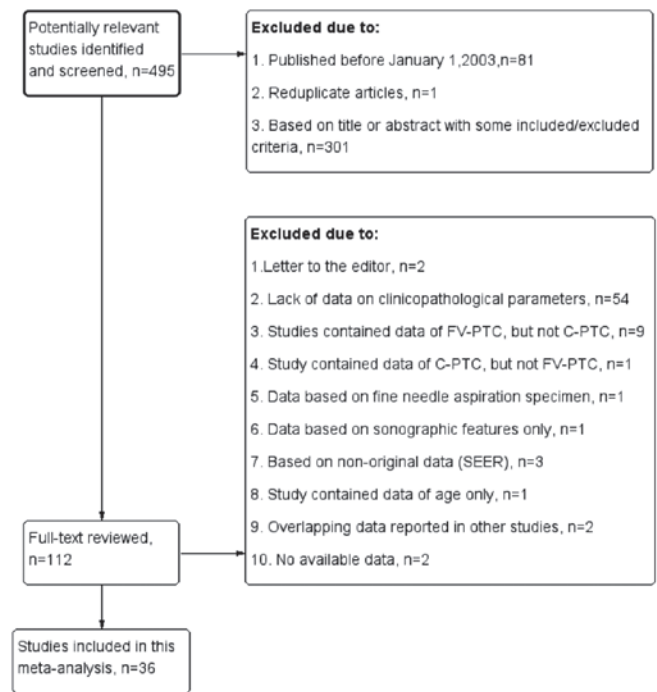 Potentially relevant
studies identified
and screened, n=495
Excluded due to:
1. Published before January 1,2003,n=81
2. Reduplicate articles, n=1
3. Based on title or abstract with some included/excluded
criteria, n=301
Excluded due to:
1.Letter to the editor, n=2
2. Lack of data on clinicopathological parameters, n=54
3. Studies contained data of FV-PTC, but not C-PTC, n=9
4. Study contained data of C-PTC, but not FV-PTC, n=1
5. Data based on fine needle aspiration specimen, n=1
6. Data based on sonographic features only, n=1
7. Based on non-original data (SEER), n=3
8. Study contained data of age only, n=1
9. Overlapping data reported in other studies, n=2
10. No available data, n=2
Full-text reviewed,
n=112
Studies included in this
meta-analysis, n=36